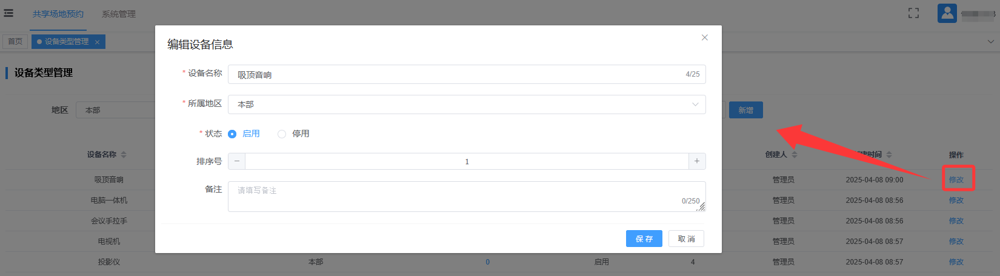 共享场地预约 系统管理
首页 设备类型管理 ×
设备类型管理
地区 本部 新增
编辑设备信息
* 设备名称 吸顶音响 4/25
* 所属地区 本部
* 状态 启用 停用
排序号 − 1 +
备注 请填写备注 0/250
保存 取消
设备名称 创建人 建时间 操作
吸顶音响 管理员 2025-04-08 09:00 修改
电脑一体机 管理员 2025-04-08 08:56 修改
会议手拉手 管理员 2025-04-08 08:56 修改
电视机 管理员 2025-04-08 08:57 修改
投影仪 本部 0 启用 4 管理员 2025-04-08 08:57 修改